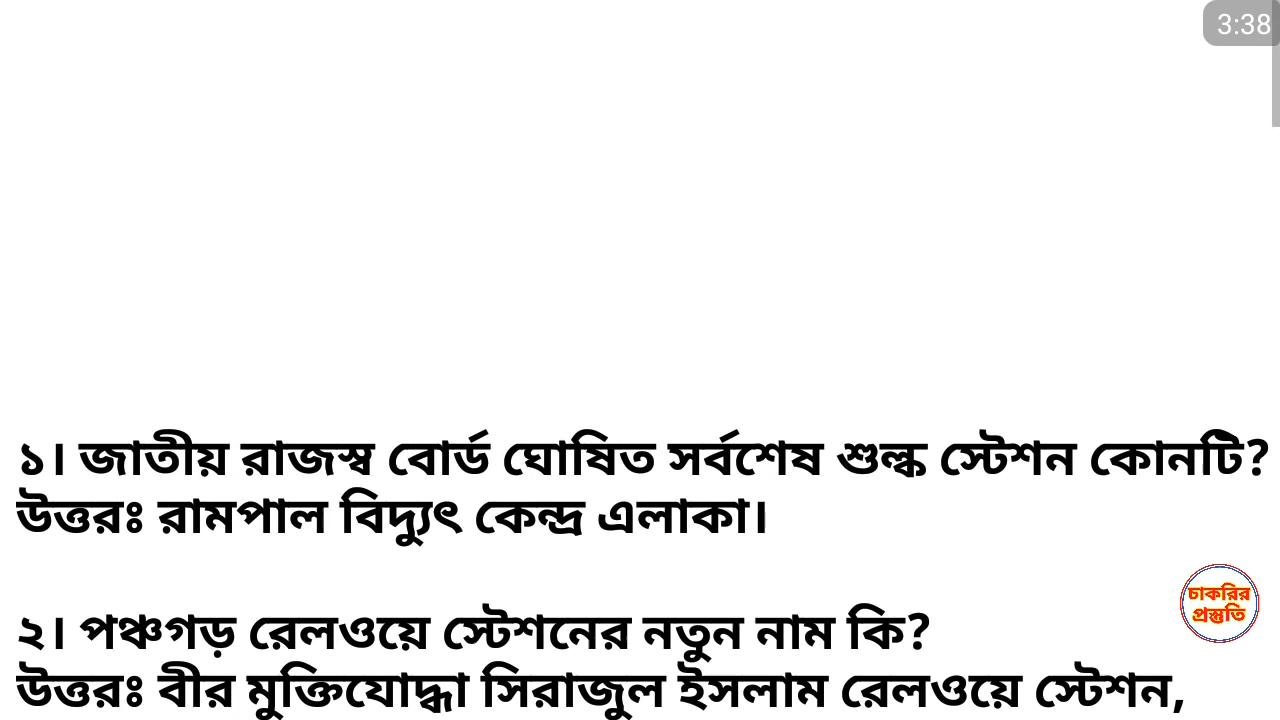 3:38
১। জাতীয় রাজস্ব বোর্ড ঘোষিত সর্বশেষ শুল্ক স্টেশন কোনটি?
উত্তরঃ রামপাল বিদ্যুৎ কেন্দ্র এলাকা।
২। পঞ্চগড় রেলওয়ে স্টেশনের নতুন নাম কি?
উত্তরঃ বীর মুক্তিযোদ্ধা সিরাজুল ইসলাম রেলওয়ে স্টেশন,
চাকরির
প্রস্তুতি